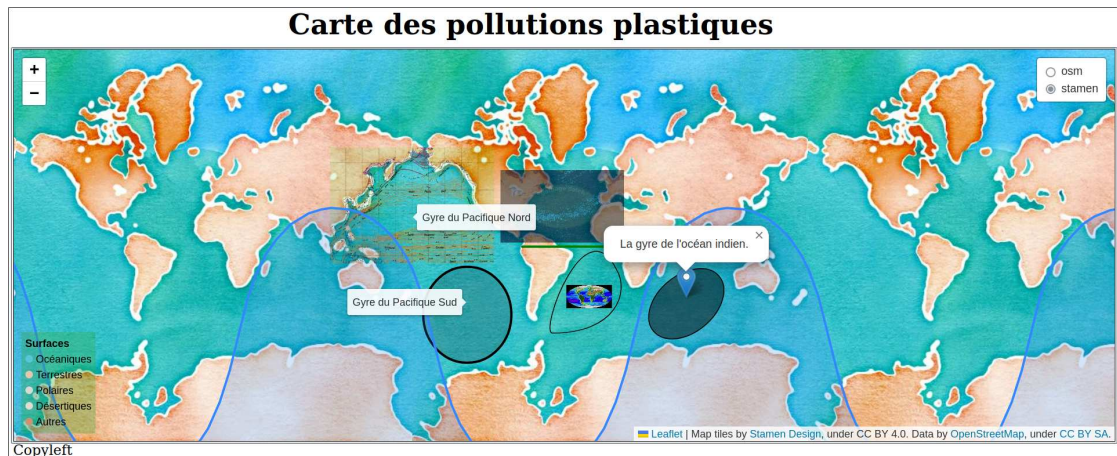 Carte des pollutions plastiques
+
−
osm
stamen
Gyre du Pacifique Nord
La gyre de l'océan indien.
×
Gyre du Pacifique Sud
Surfaces
Océaniques
Terrestres
Polaires
Désertiques
Autres
Leaflet | Map tiles by Stamen Design, under CC BY 4.0. Data by OpenStreetMap, under CC BY SA.
Copyleft